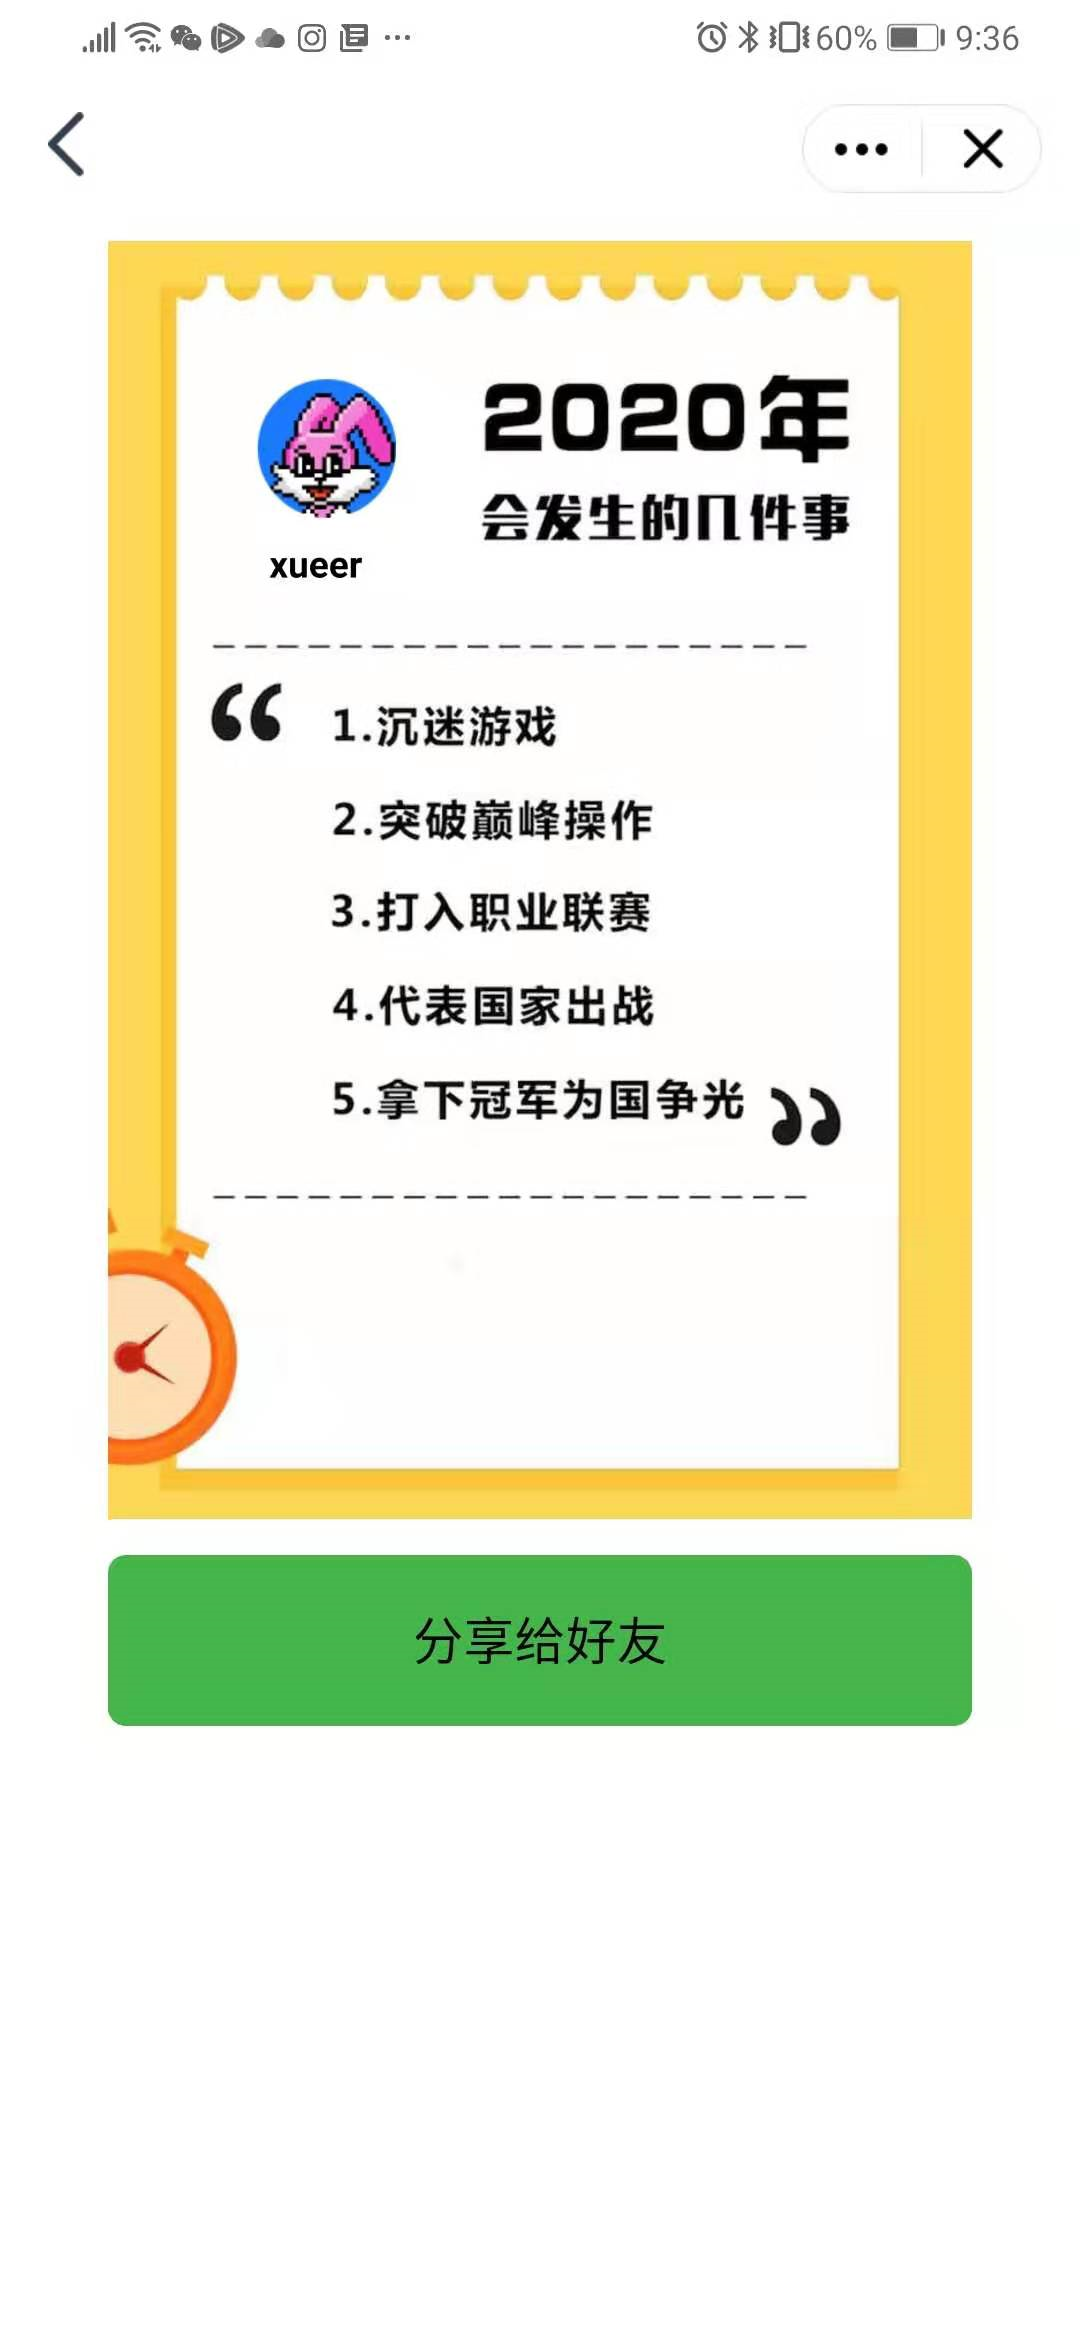 60% 9:36
2020年
会发生的几件事
xueer
1.沉迷游戏
2.突破巅峰操作
3.打入职业联赛
4.代表国家出战
5.拿下冠军为国争光
分享给好友